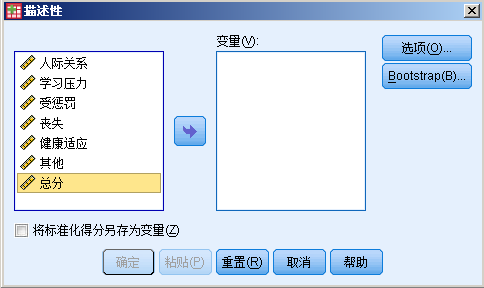 描述性
变量(V):
人际关系
学习压力
受惩罚
丧失
健康适应
其他
总分
选项(O)...
Bootstrap(B)...
将标准化得分另存为变量(Z)
确定
粘贴(P)
重置(R)
取消
帮助